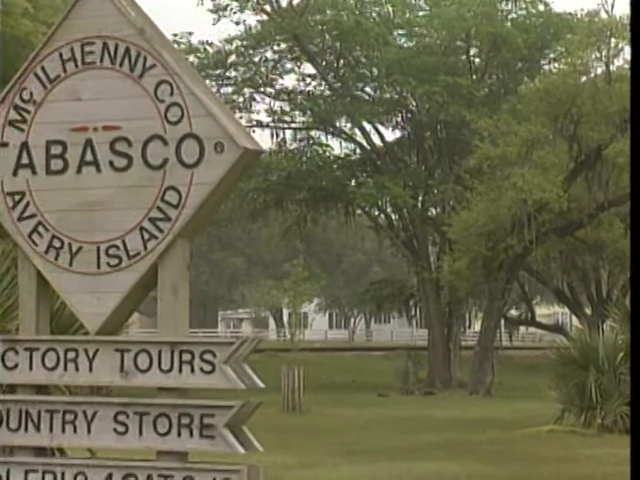 McILHENNY CO
TABASCO®
AVERY ISLAND
CTORY TOURS
OUNTRY STORE